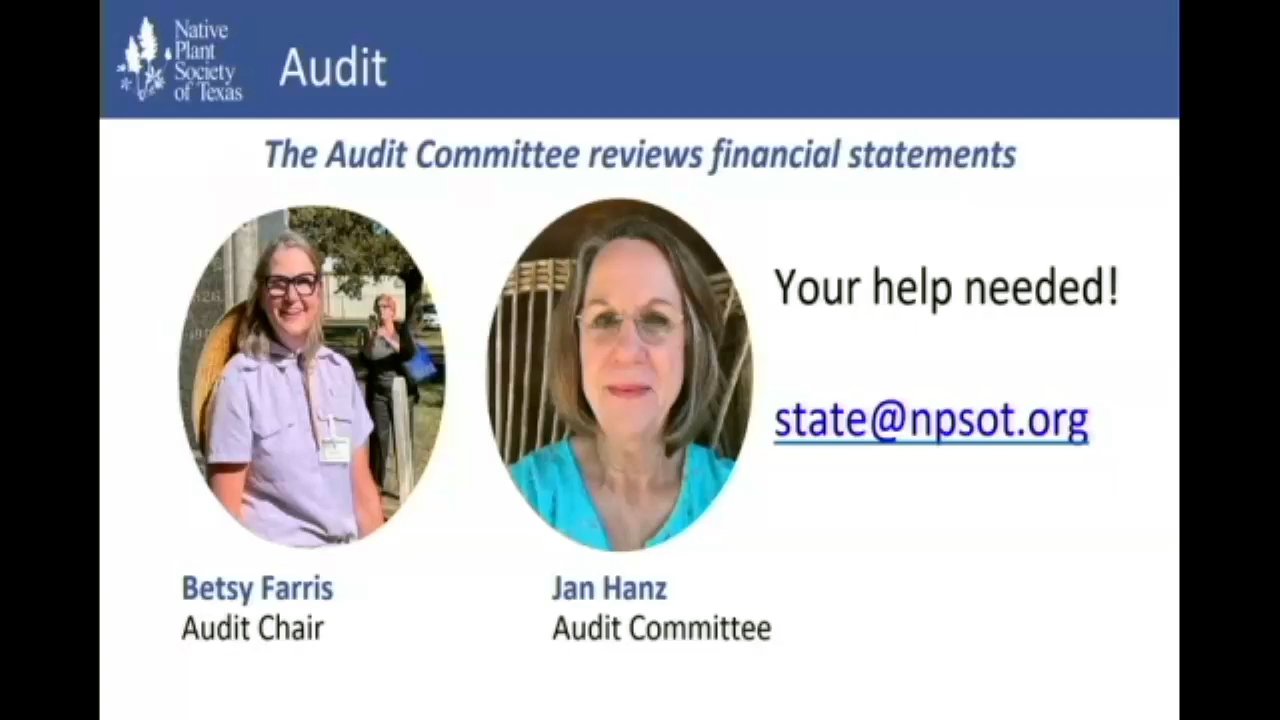 Native
Plant
Society
of Texas
Audit
The Audit Committee reviews financial statements
Your help needed!
state@npsot.org
Betsy Farris
Audit Chair
Jan Hanz
Audit Committee